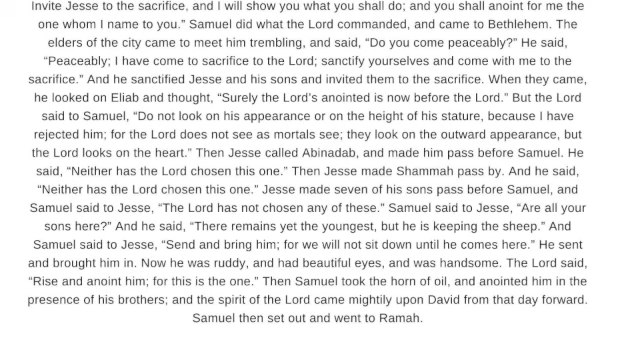 Invite Jesse to the sacrifice, and I will show you what you shall do; and you shall anoint for me the
one whom I name to you.” Samuel did what the Lord commanded, and came to Bethlehem. The
elders of the city came to meet him trembling, and said, “Do you come peaceably?” He said,
“Peaceably; I have come to sacrifice to the Lord; sanctify yourselves and come with me to the
sacrifice.” And he sanctified Jesse and his sons and invited them to the sacrifice. When they came,
he looked on Eliab and thought, “Surely the Lord’s anointed is now before the Lord.” But the Lord
said to Samuel, “Do not look on his appearance or on the height of his stature, because I have
rejected him; for the Lord does not see as mortals see; they look on the outward appearance, but
the Lord looks on the heart.” Then Jesse called Abinadab, and made him pass before Samuel. He
said, “Neither has the Lord chosen this one.” Then Jesse made Shammah pass by. And he said,
“Neither has the Lord chosen this one.” Jesse made seven of his sons pass before Samuel, and
Samuel said to Jesse, “The Lord has not chosen any of these.” Samuel said to Jesse, “Are all your
sons here?” And he said, “There remains yet the youngest, but he is keeping the sheep.” And
Samuel said to Jesse, “Send and bring him; for we will not sit down until he comes here.” He sent
and brought him in. Now he was ruddy, and had beautiful eyes, and was handsome. The Lord said,
“Rise and anoint him; for this is the one.” Then Samuel took the horn of oil, and anointed him in the
presence of his brothers; and the spirit of the Lord came mightily upon David from that day forward.
Samuel then set out and went to Ramah.